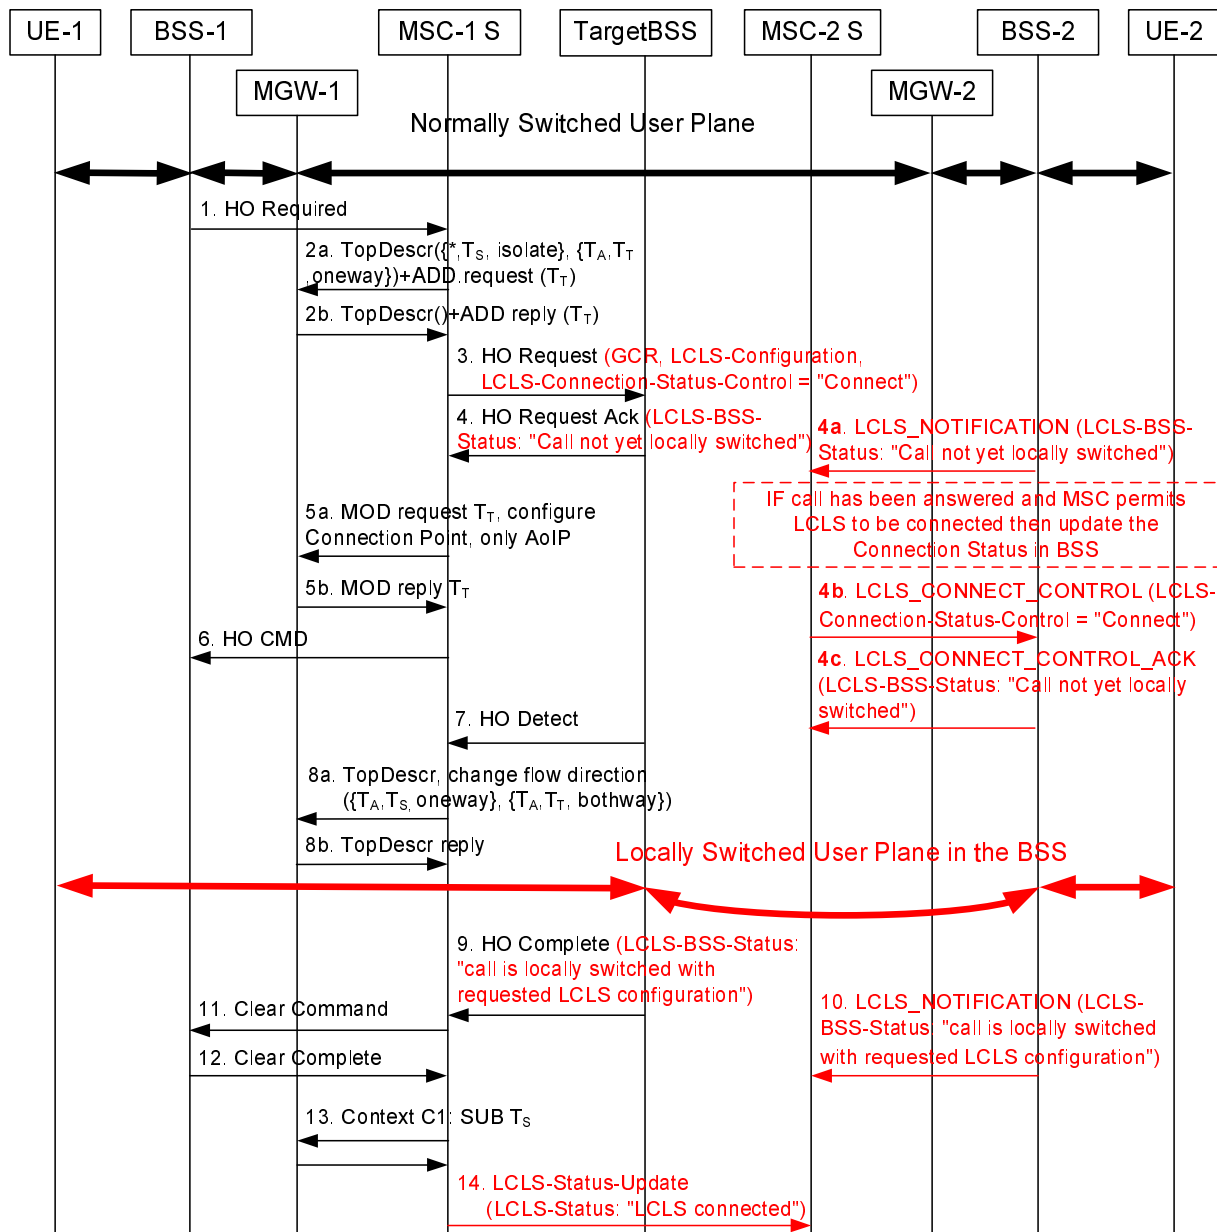 UE-1
BSS-1
MSC-1 S
TargetBSS
MSC-2 S
BSS-2
UE-2
MGW-1
MGW-2
Normally Switched User Plane
1. HO Required
2a. TopDescr({*,TS, isolate}, {TA,TT
,oneway})+ADD.request (TT)
2b. TopDescr()+ADD reply (TT)
3. HO Request (GCR, LCLS-Configuration,
LCLS-Connection-Status-Control = "Connect")
4. HO Request Ack (LCLS-BSS-
Status: "Call not yet locally switched")
4a. LCLS_NOTIFICATION (LCLS-BSS-
Status: "Call not yet locally switched")
IF call has been answered and MSC permits
LCLS to be connected then update the
Connection Status in BSS
5a. MOD request TT, configure
Connection Point, only AoIP
5b. MOD reply TT
4b. LCLS_CONNECT_CONTROL (LCLS-
Connection-Status-Control = "Connect")
6. HO CMD
4c. LCLS_CONNECT_CONTROL_ACK
(LCLS-BSS-Status: "Call not yet locally
switched")
7. HO Detect
8a. TopDescr, change flow direction
({TA,TS, oneway}, {TA,TT, bothway})
8b. TopDescr reply
Locally Switched User Plane in the BSS
9. HO Complete (LCLS-BSS-Status:
"call is locally switched with
requested LCLS configuration")
10. LCLS_NOTIFICATION (LCLS-
BSS-Status: "call is locally switched
with requested LCLS configuration")
11. Clear Command
12. Clear Complete
13. Context C1: SUB TS
14. LCLS-Status-Update
(LCLS-Status: "LCLS connected")